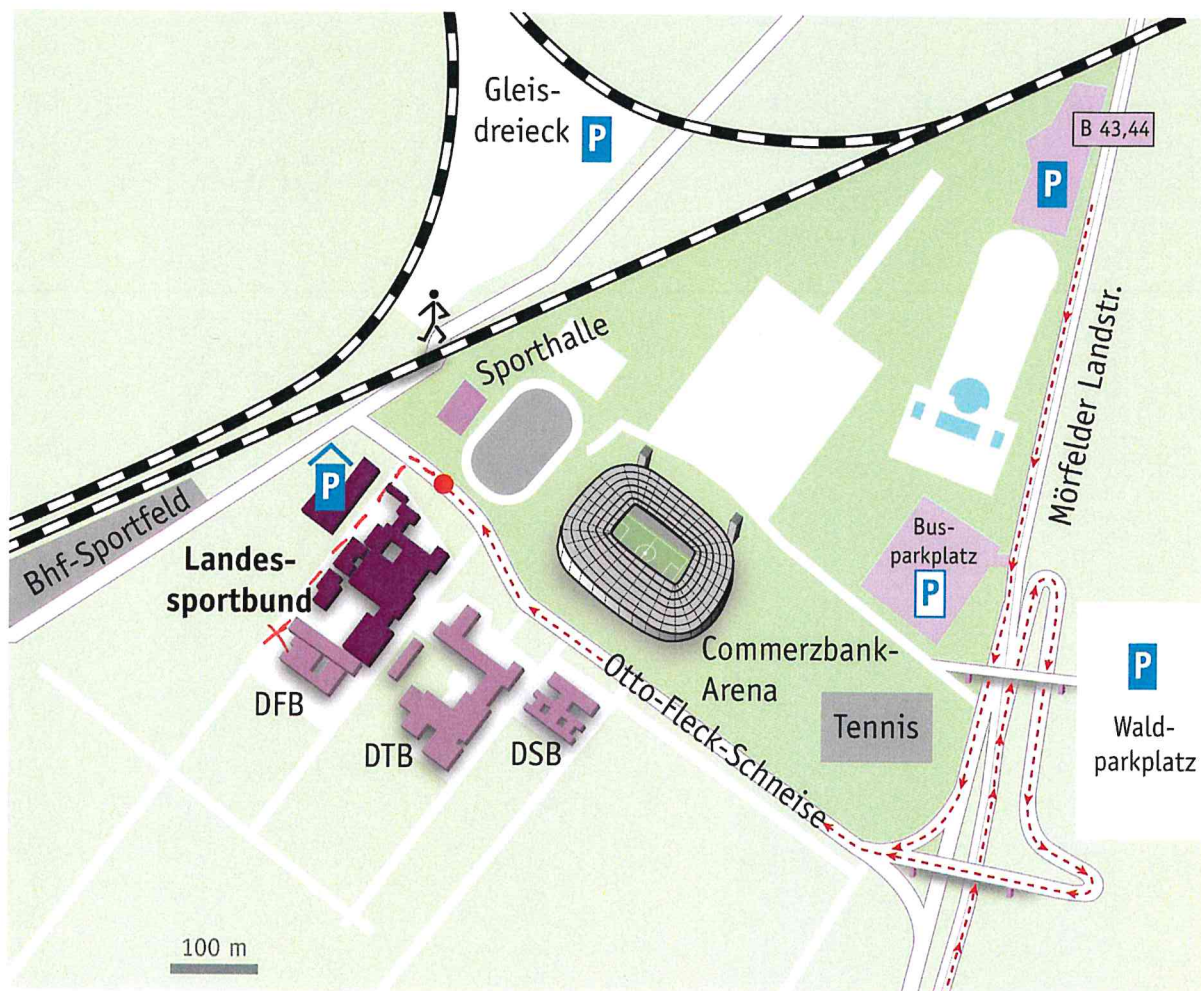 Gleis-
dreieck P
B 43,44
P
Sporthalle
Mörfelder Landstr.
P
Bhf-Sportfeld
Landes-
sportbund
Bus-
parkplatz
P
Commerzbank-
Arena
P
Wald-
parkplatz
Otto-Fleck-Schneise
Tennis
DFB
DTB
DSB
100 m